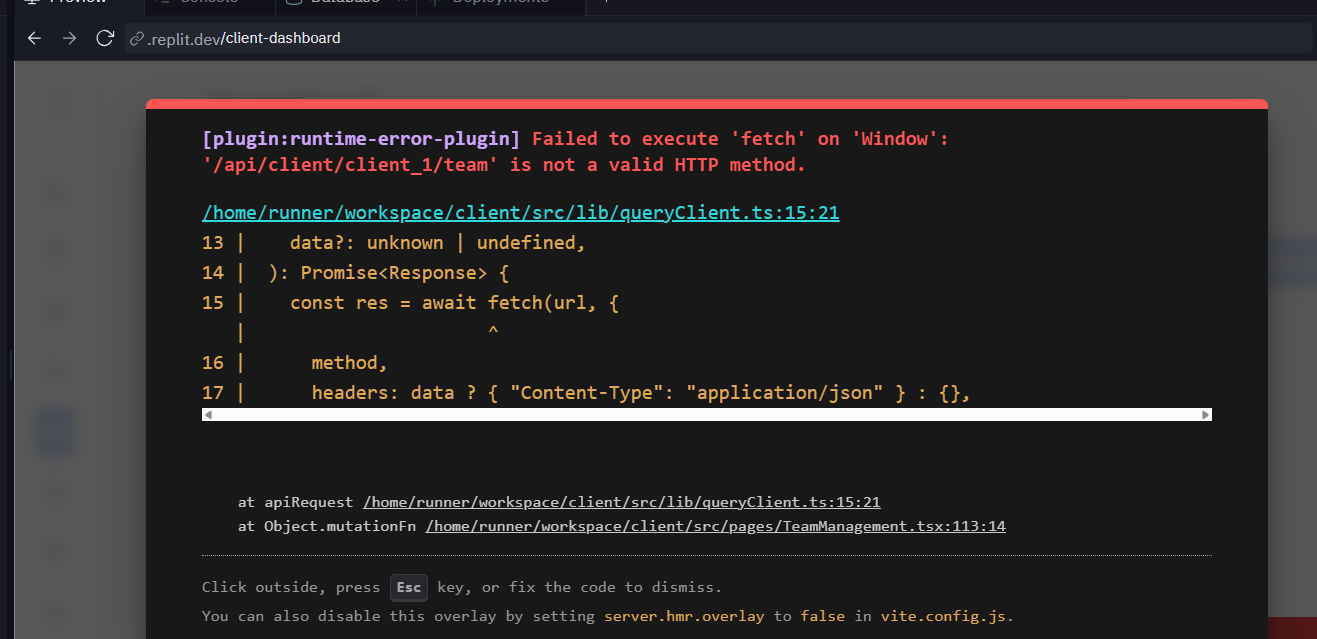 Preview Console Database Deployments
.replit.dev/client-dashboard
[plugin:runtime-error-plugin] Failed to execute 'fetch' on 'Window':
'/api/client/client_1/team' is not a valid HTTP method.
/home/runner/workspace/client/src/lib/queryClient.ts:15:21
13 | data?: unknown | undefined,
14 | ): Promise<Response> {
15 | const res = await fetch(url, {
| ^
16 | method,
17 | headers: data ? { "Content-Type": "application/json" } : {},
at apiRequest /home/runner/workspace/client/src/lib/queryClient.ts:15:21
at Object.mutationFn /home/runner/workspace/client/src/pages/TeamManagement.tsx:113:14
Click outside, press Esc key, or fix the code to dismiss.
You can also disable this overlay by setting server.hmr.overlay to false in vite.config.js.